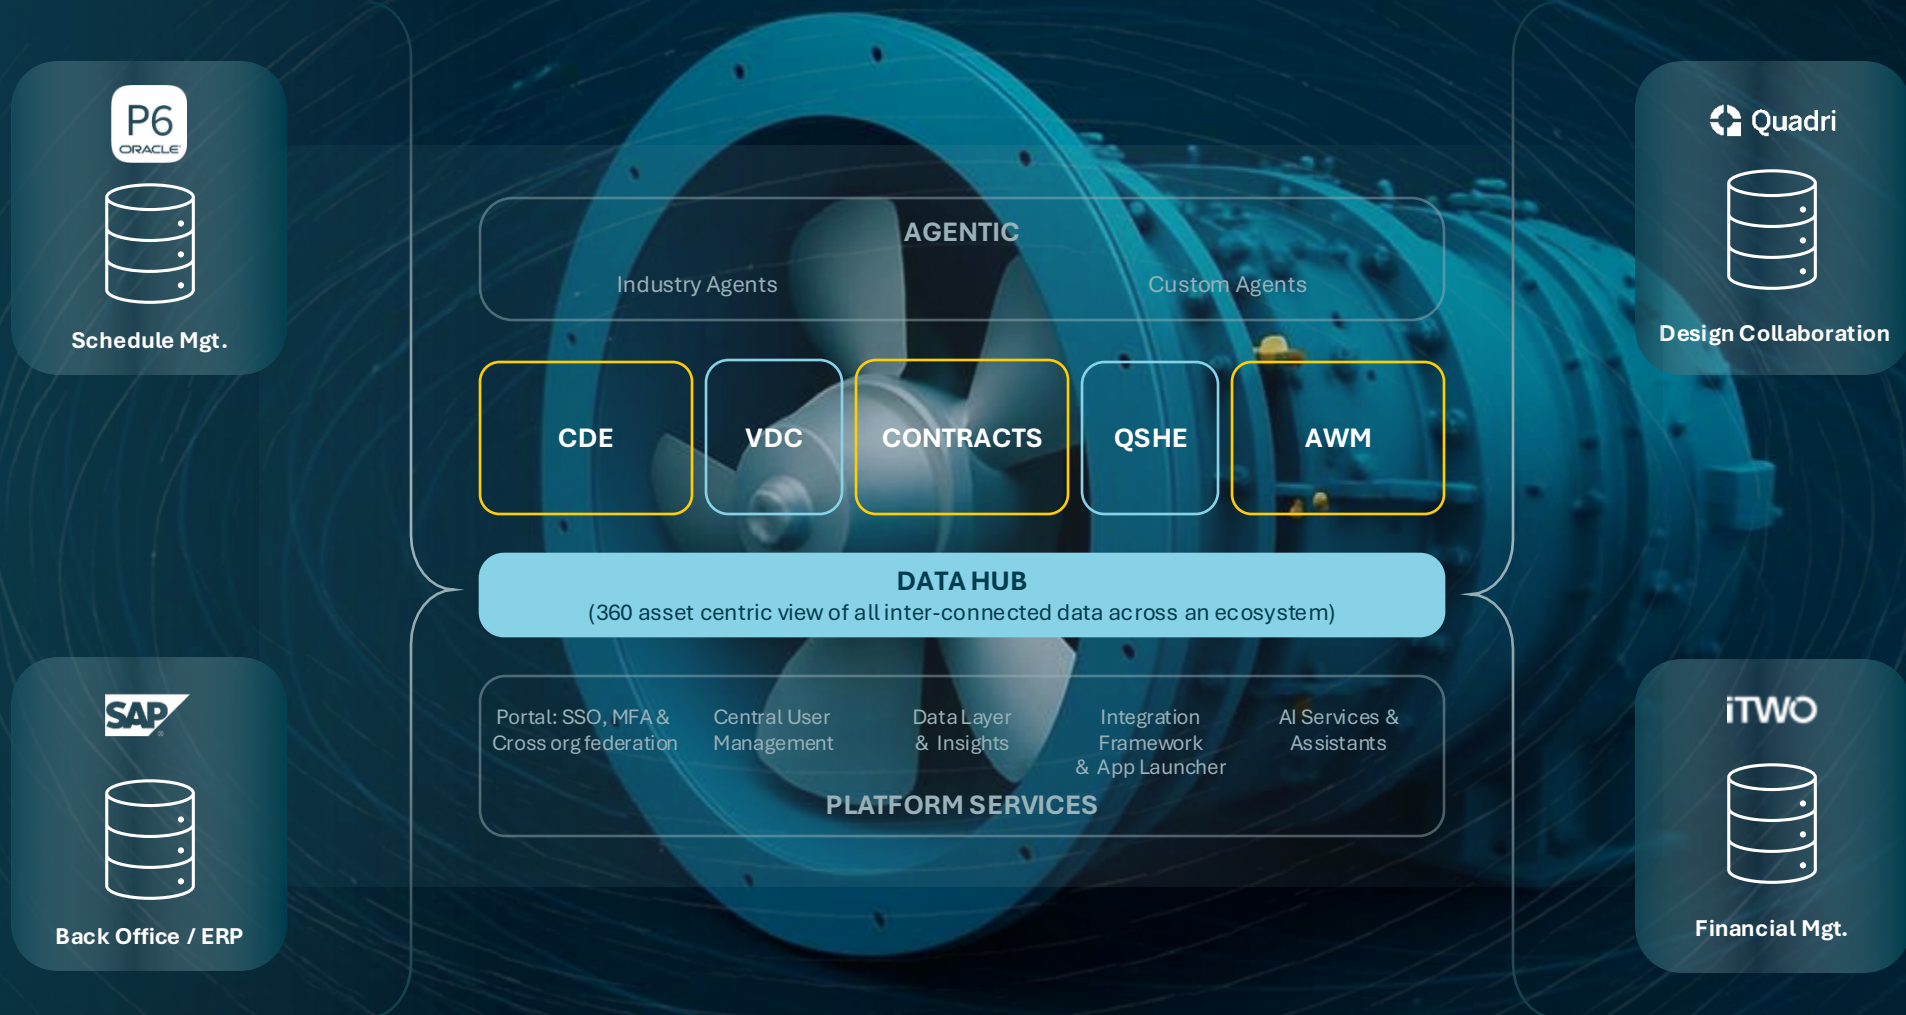 P6
ORACLE
Schedule Mgt.
SAP
Back Office / ERP
AGENTIC
Industry Agents
Custom Agents
CDE
VDC
CONTRACTS
QSHE
AWM
DATA HUB
(360 asset centric view of all inter-connected data across an ecosystem)
Portal: SSO, MFA &
Cross org federation
Central User
Management
Data Layer
& Insights
Integration
Framework
& App Launcher
AI Services &
Assistants
PLATFORM SERVICES
Quadri
Design Collaboration
iTWO
Financial Mgt.